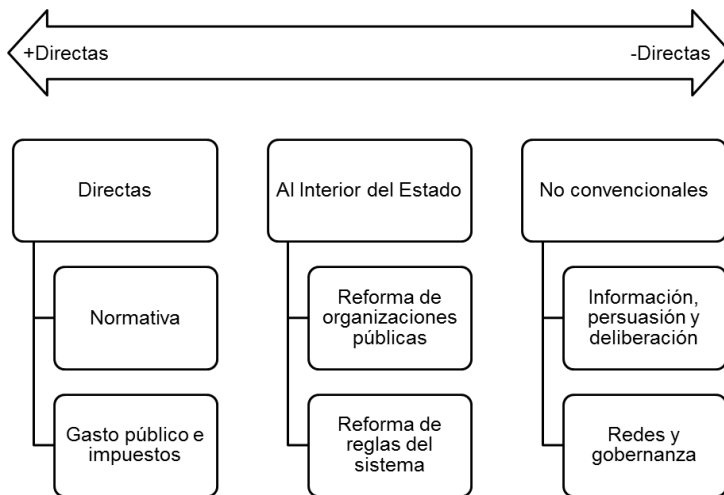 +Directas
-Directas
Directas
Al Interior del Estado
No convencionales
Normativa
Reforma de
organizaciones
públicas
Información,
persuasión y
deliberación
Gasto público e
impuestos
Reforma de
reglas del
sistema
Redes y
gobernanza